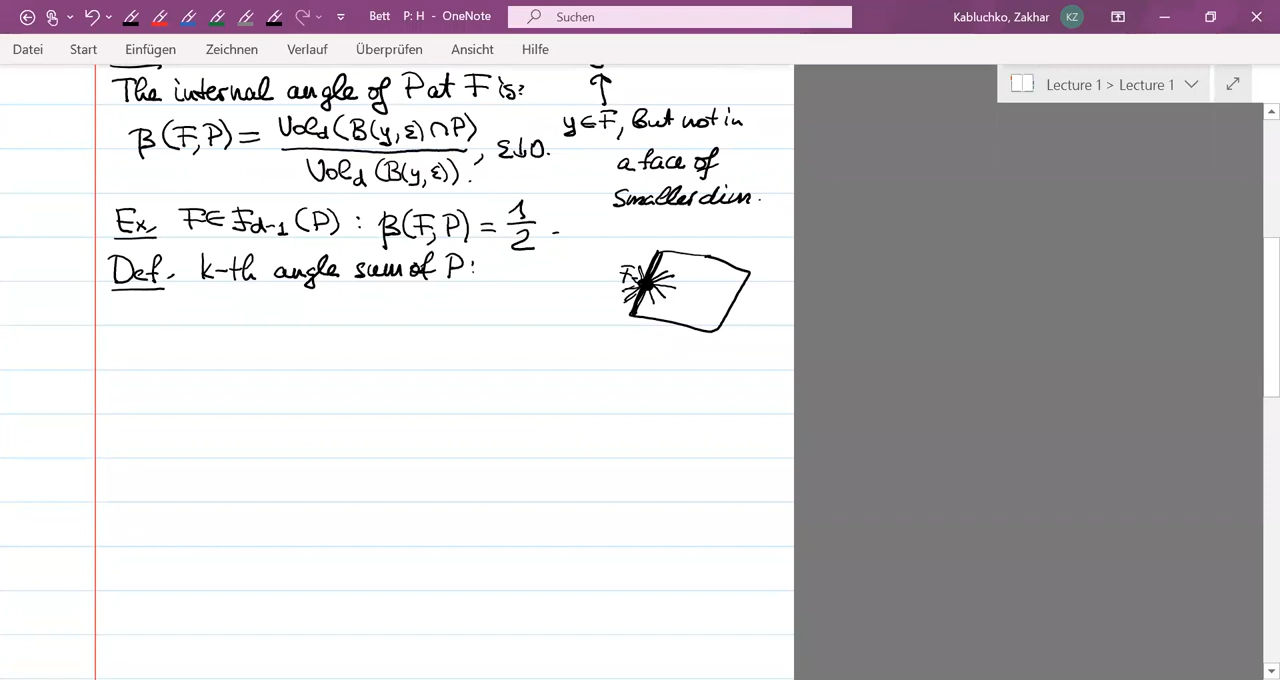 Bett P: H - OneNote
Suchen
Kabluchko, Zakhar
KZ
Datei Start Einfügen Zeichnen Verlauf Überprüfen Ansicht Hilfe
Lecture 1 > Lecture 1
The internal angle of P at F is:
β(F,P) = Vol_d(B(y,ε)∩P) / Vol_d(B(y,ε)), ε↓0.
↑
y∈F, but not in
a face of
smaller dim.
Ex. F∈F_{d-1}(P): β(F,P) = 1/2.
Def. k-th angle sum of P:
F